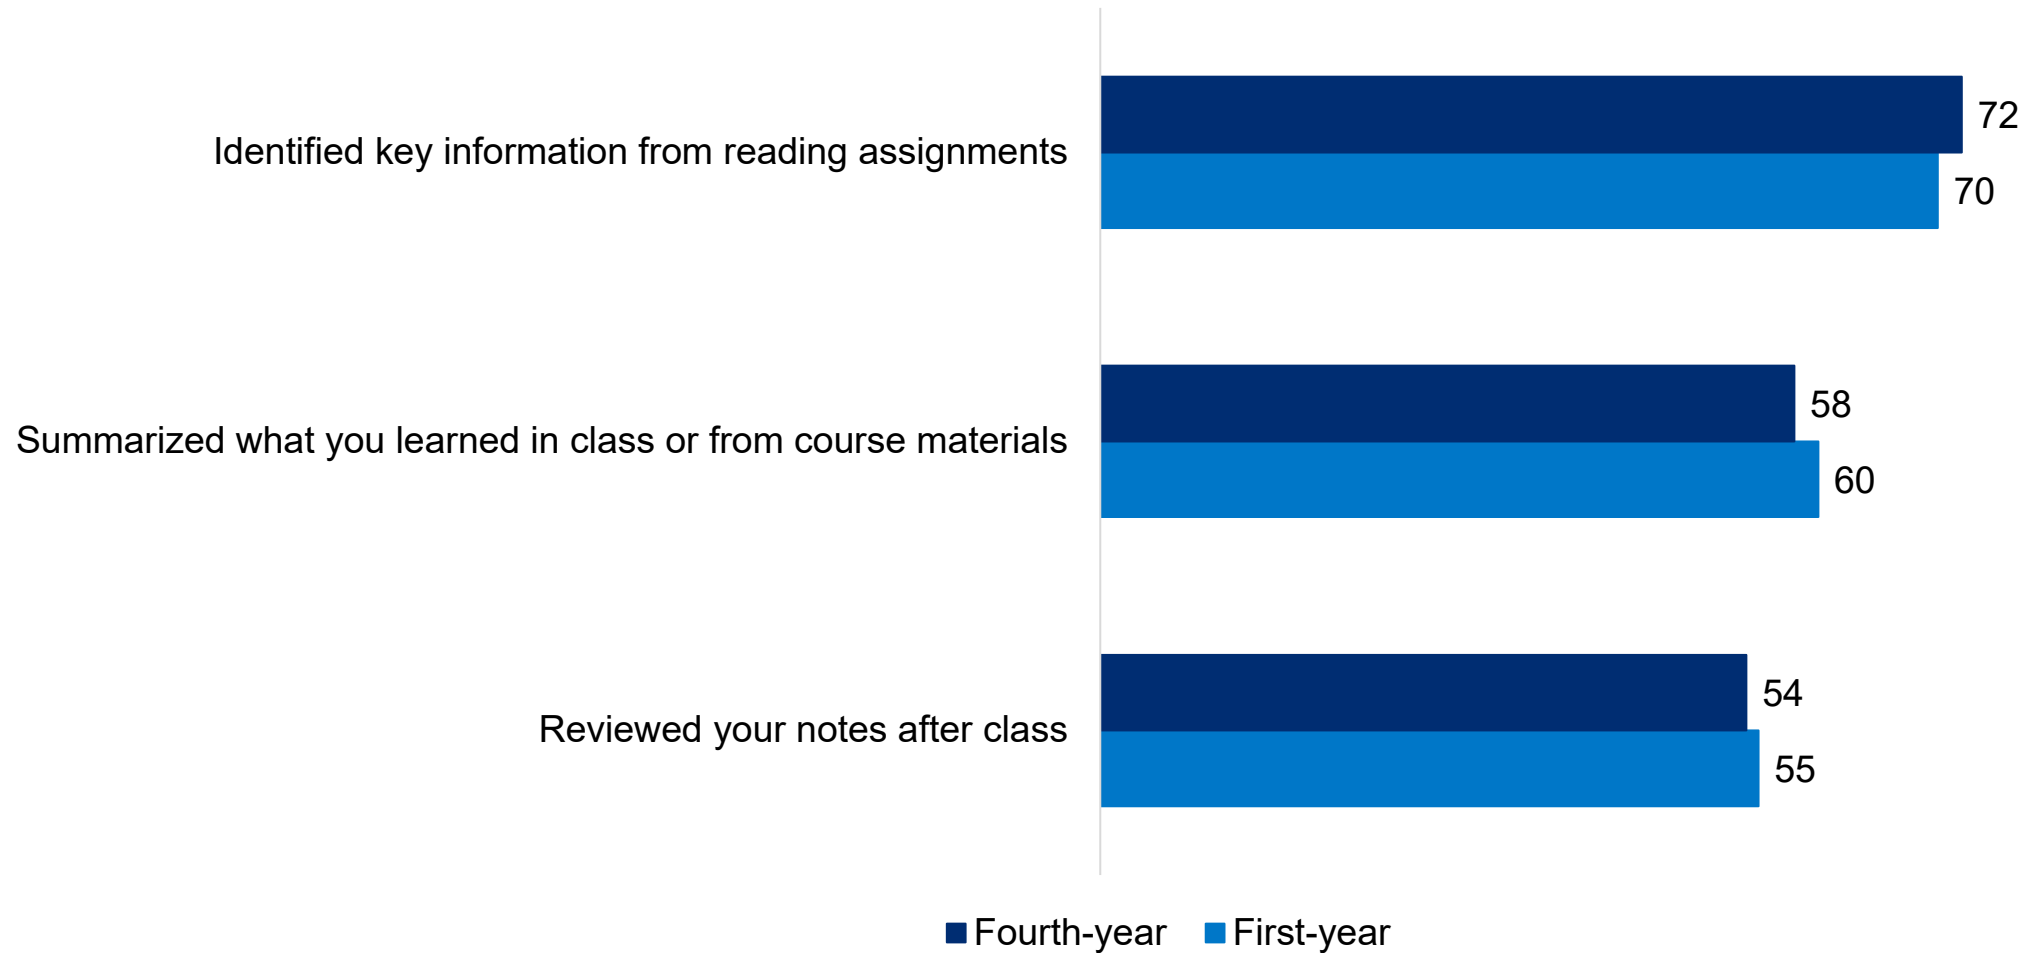 Identified key information from reading assignments
72
70
Summarized what you learned in class or from course materials
58
60
Reviewed your notes after class
54
55
Fourth-year First-year